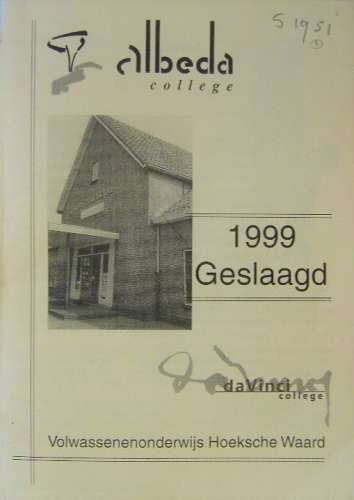 S 1951
D
albeda
college
1999
Geslaagd
daVinci
college
Volwassenenonderwijs Hoeksche Waard